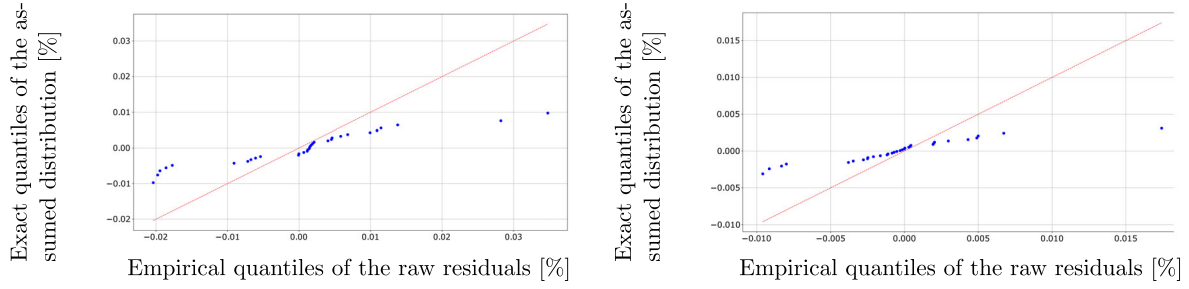 Exact quantiles of the as-
sumed distribution [%]
0.03
0.02
0.01
0.00
−0.01
−0.02
−0.02 −0.01 0.00 0.01 0.02 0.03
Empirical quantiles of the raw residuals [%]
Exact quantiles of the as-
sumed distribution [%]
0.015
0.010
0.005
0.000
−0.005
−0.010
−0.010 −0.005 0.000 0.005 0.010 0.015
Empirical quantiles of the raw residuals [%]